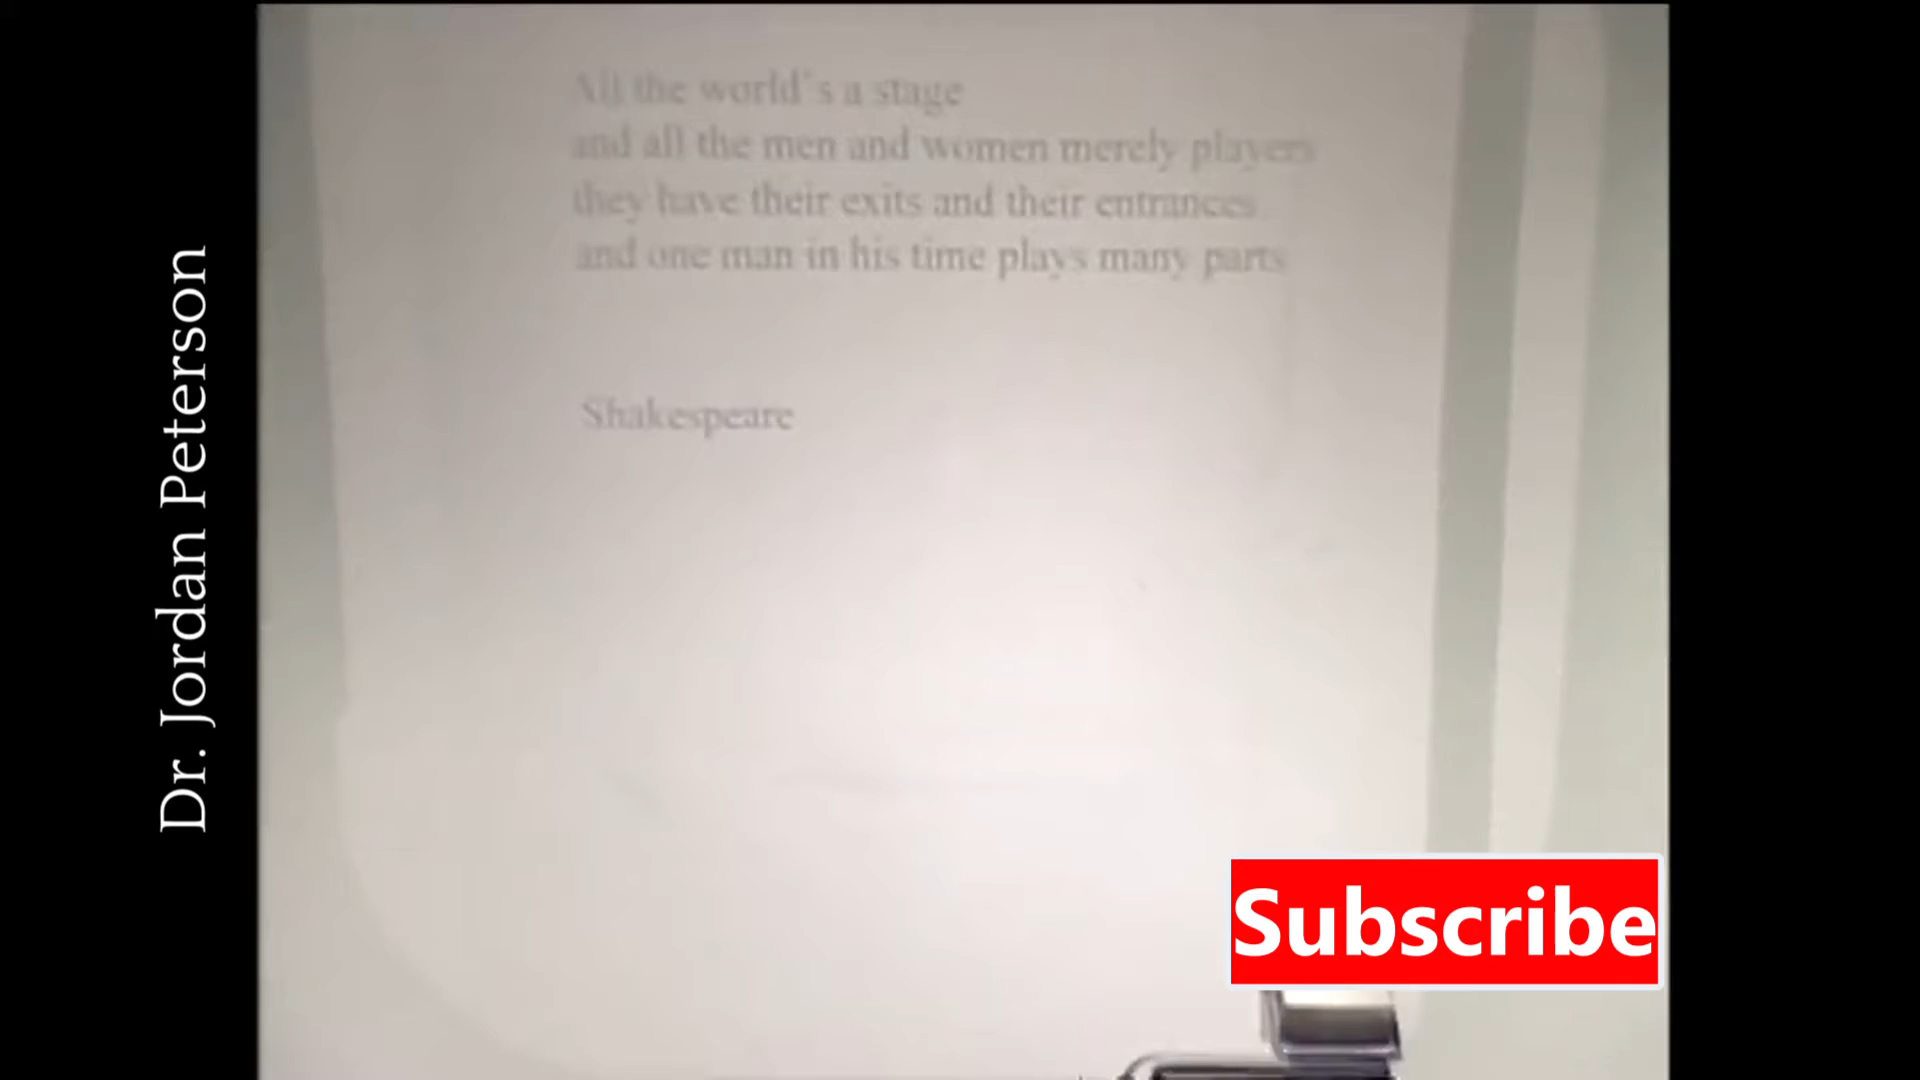 All the world's a stage
and all the men and women merely players
they have their exits and their entrances
and one man in his time plays many parts
Shakespeare
Dr. Jordan Peterson
Subscribe